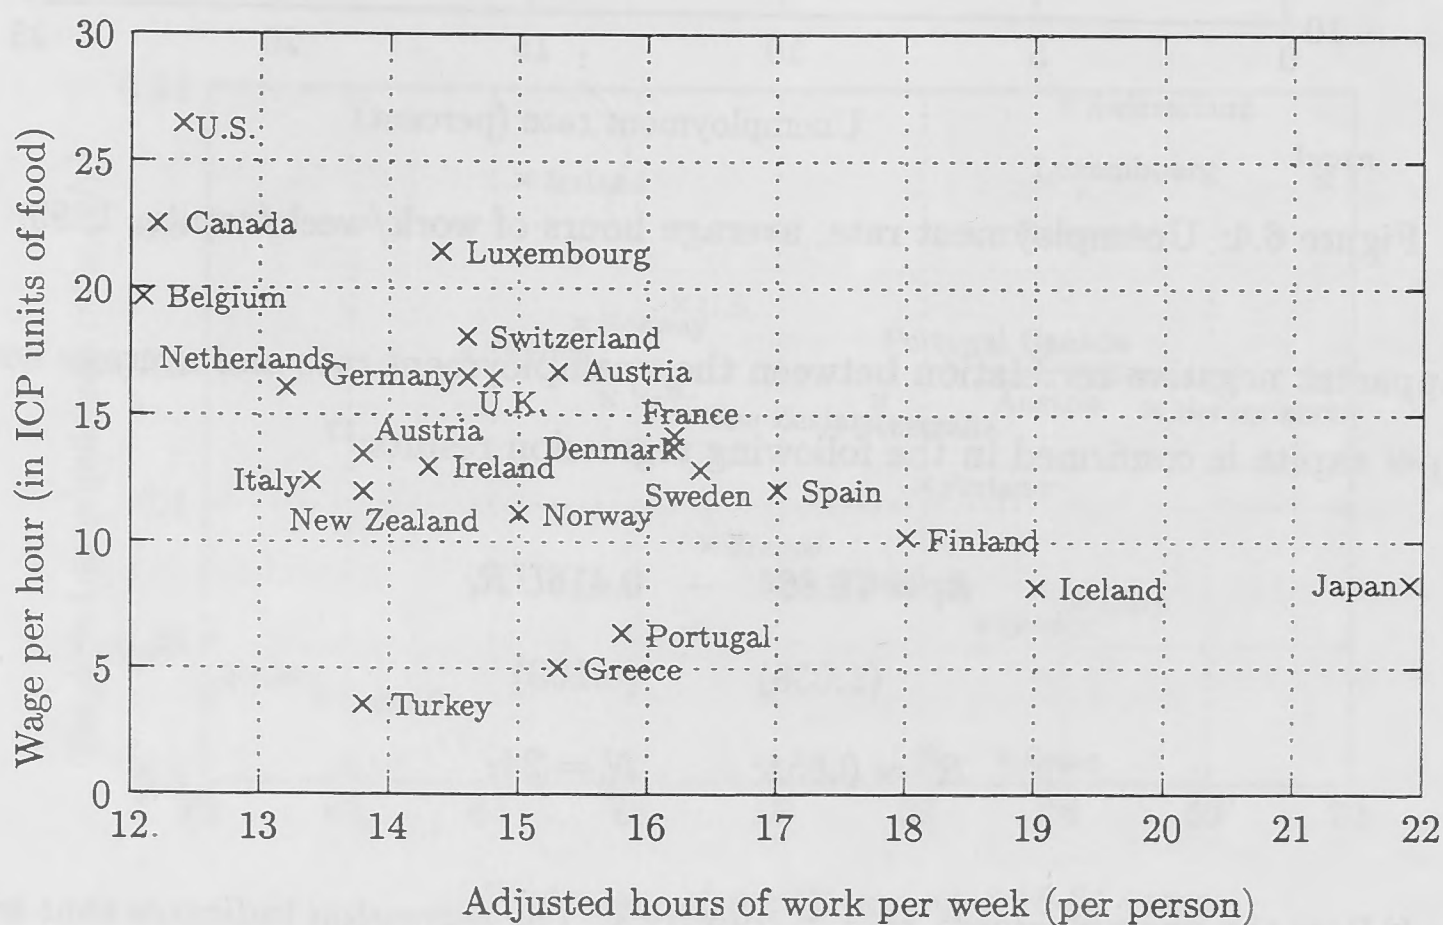 30
U.S.
25
Canada
Luxembourg
20
Belgium
Switzerland
Netherlands
Germany
Austria
U.K.
15
France
Austria
Denmark
Ireland
Italy
Sweden
Spain
New Zealand
Norway
10
Finland
Iceland
Japan
Portugal
5
Greece
Turkey
0
12. 13 14 15 16 17 18 19 20 21 22
Adjusted hours of work per week (per person)
Wage per hour (in ICP units of food)